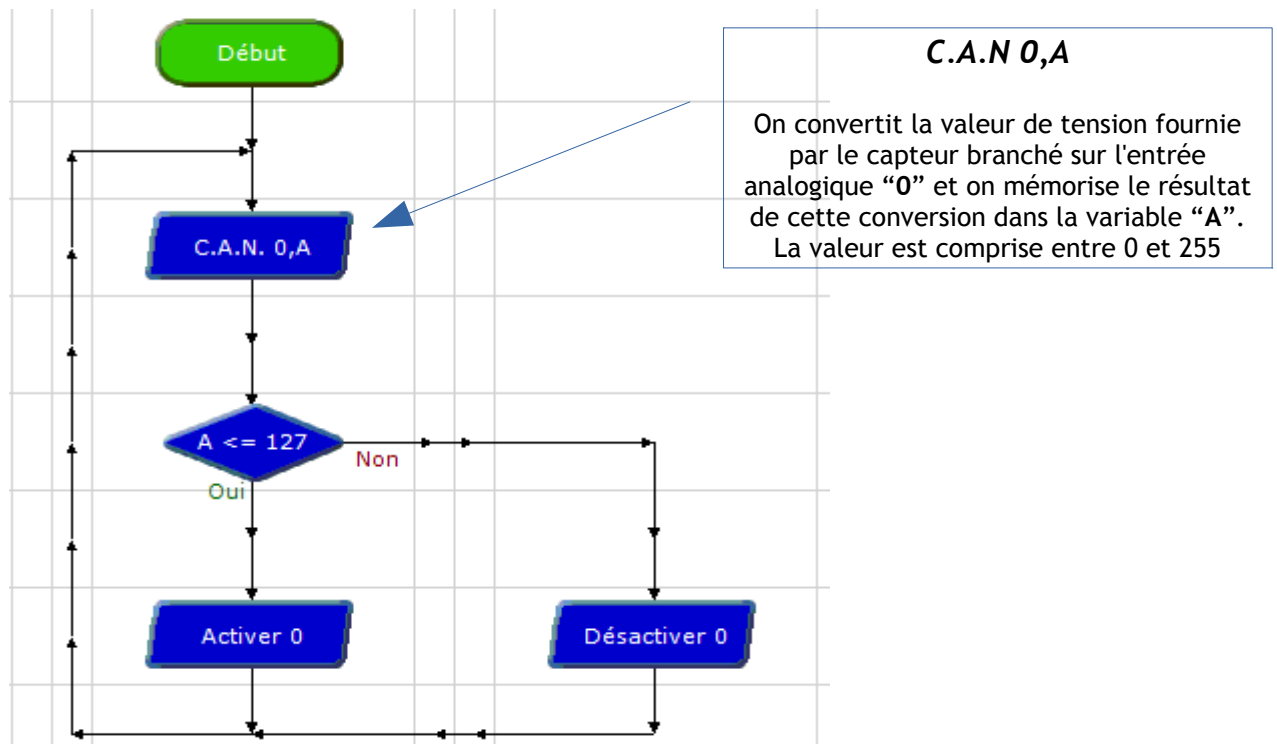 Début
C.A.N 0,A
On convertit la valeur de tension fournie
par le capteur branché sur l'entrée
analogique “0” et on mémorise le résultat
de cette conversion dans la variable “A”.
La valeur est comprise entre 0 et 255
C.A.N. 0,A
A <= 127
Non
Oui
Activer 0
Désactiver 0